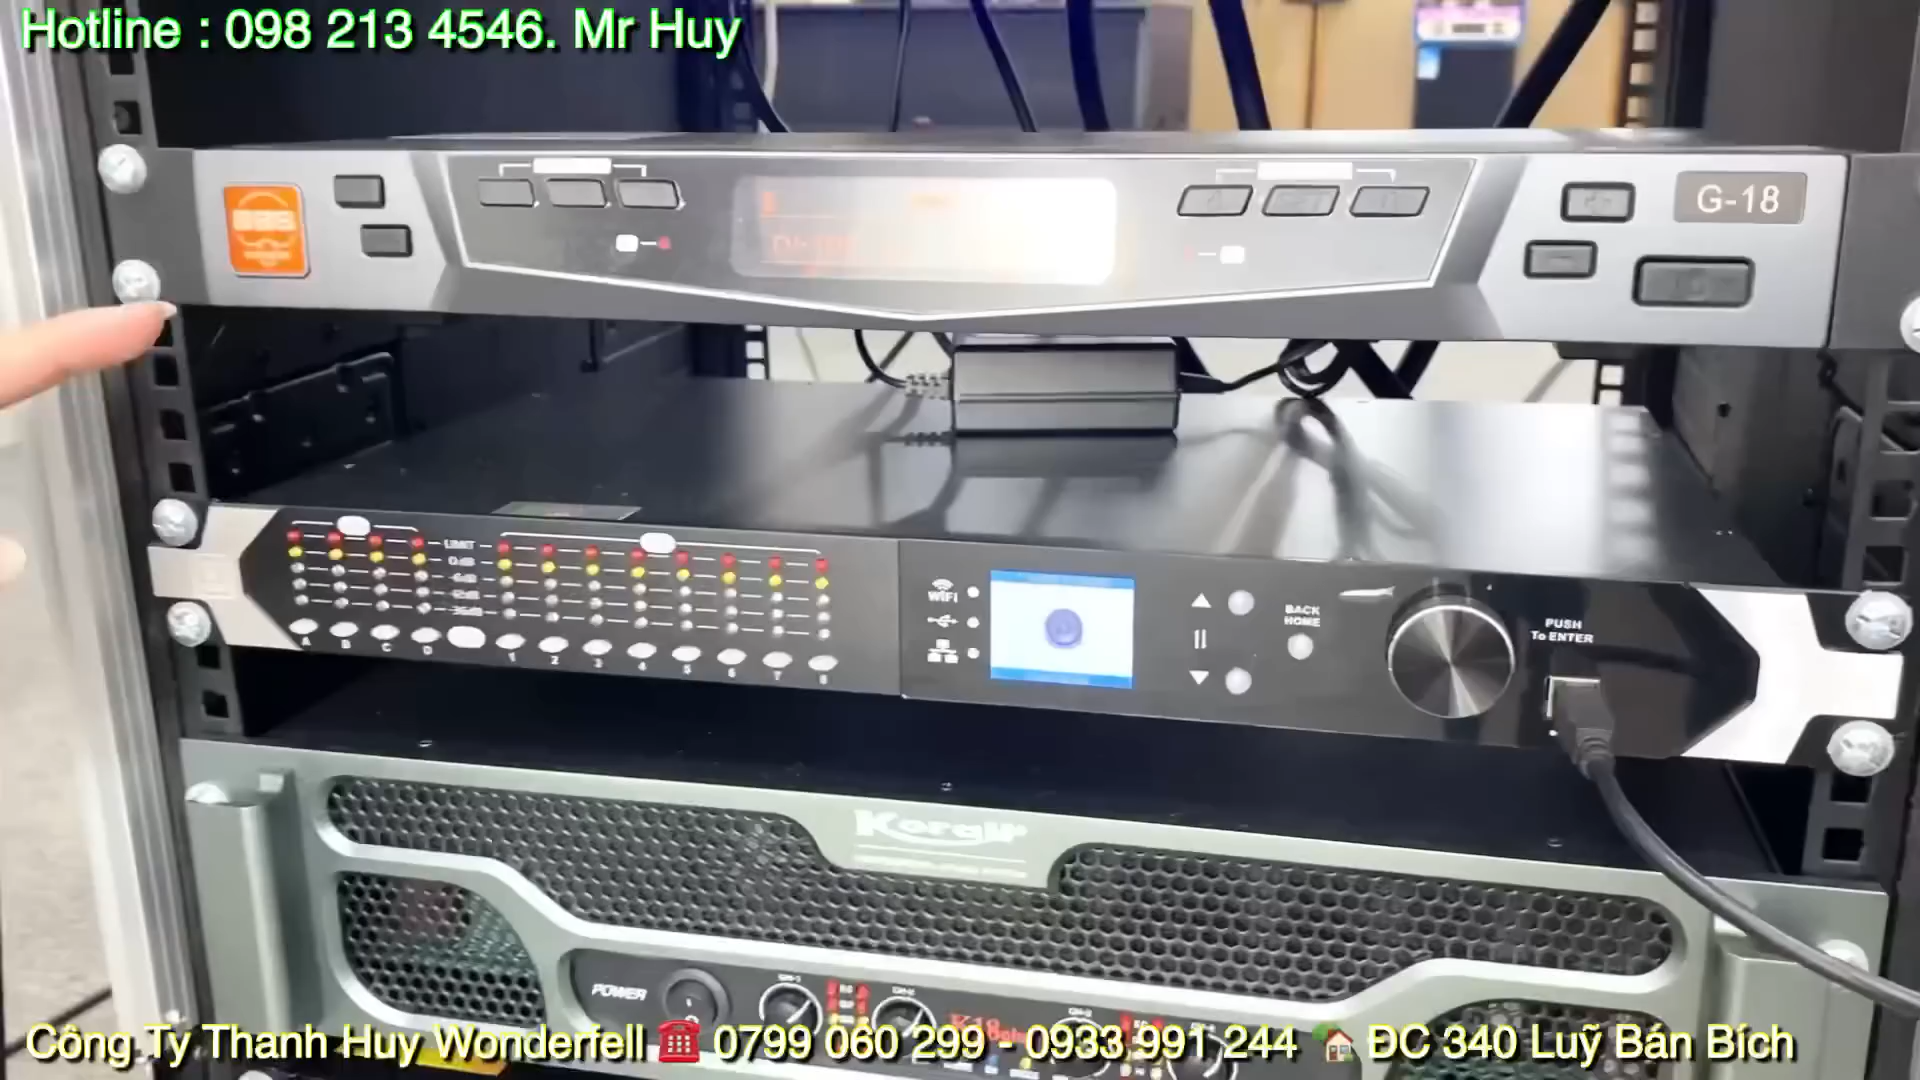 Hotline : 098 213 4546. Mr Huy
G-18
LIMIT
WIFI
BACK
HOME
PUSH
To ENTER
A B C D 1 2 3 4 5 6 7 8
POWER
Công Ty Thanh Huy Wonderfell ☎️ 0799 060 299 - 0933 991 244 🏡 ĐC 340 Luỹ Bán Bích